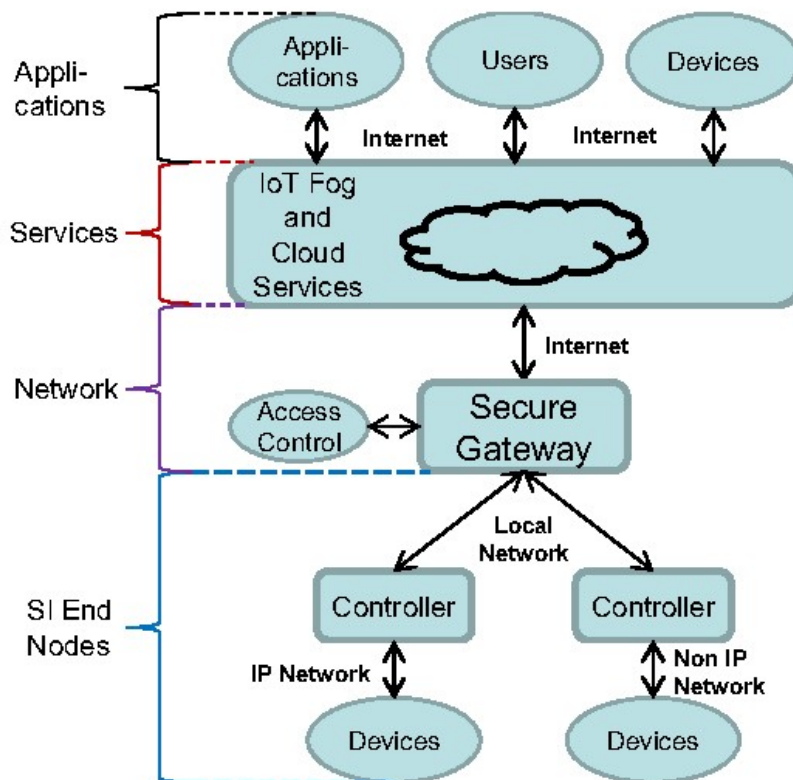 Appli-
cations
Appli-
cations
Users
Devices
Internet
Internet
Services
IoT Fog
and
Cloud
Services
Internet
Network
Access
Control
Secure
Gateway
Local
Network
SI End
Nodes
Controller
Controller
IP Network
Non IP
Network
Devices
Devices